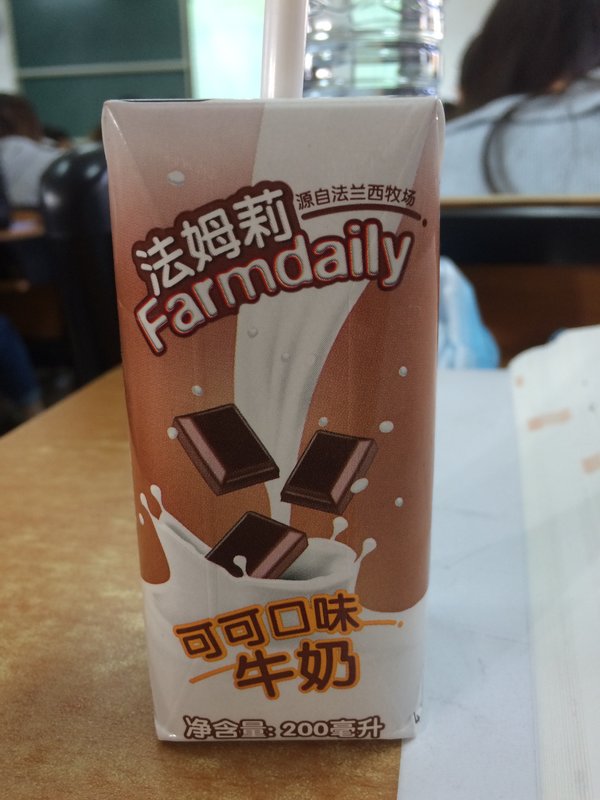 源自法兰西牧场
法姆莉
Farmdaily
可可口味
牛奶
净含量: 200毫升